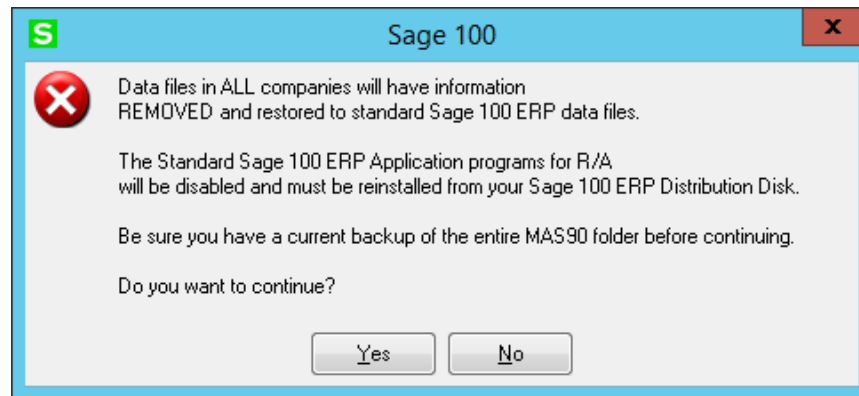 S
Sage 100
x
Data files in ALL companies will have information
REMOVED and restored to standard Sage 100 ERP data files.
The Standard Sage 100 ERP Application programs for R/A
will be disabled and must be reinstalled from your Sage 100 ERP Distribution Disk.
Be sure you have a current backup of the entire MAS90 folder before continuing.
Do you want to continue?
Yes
No